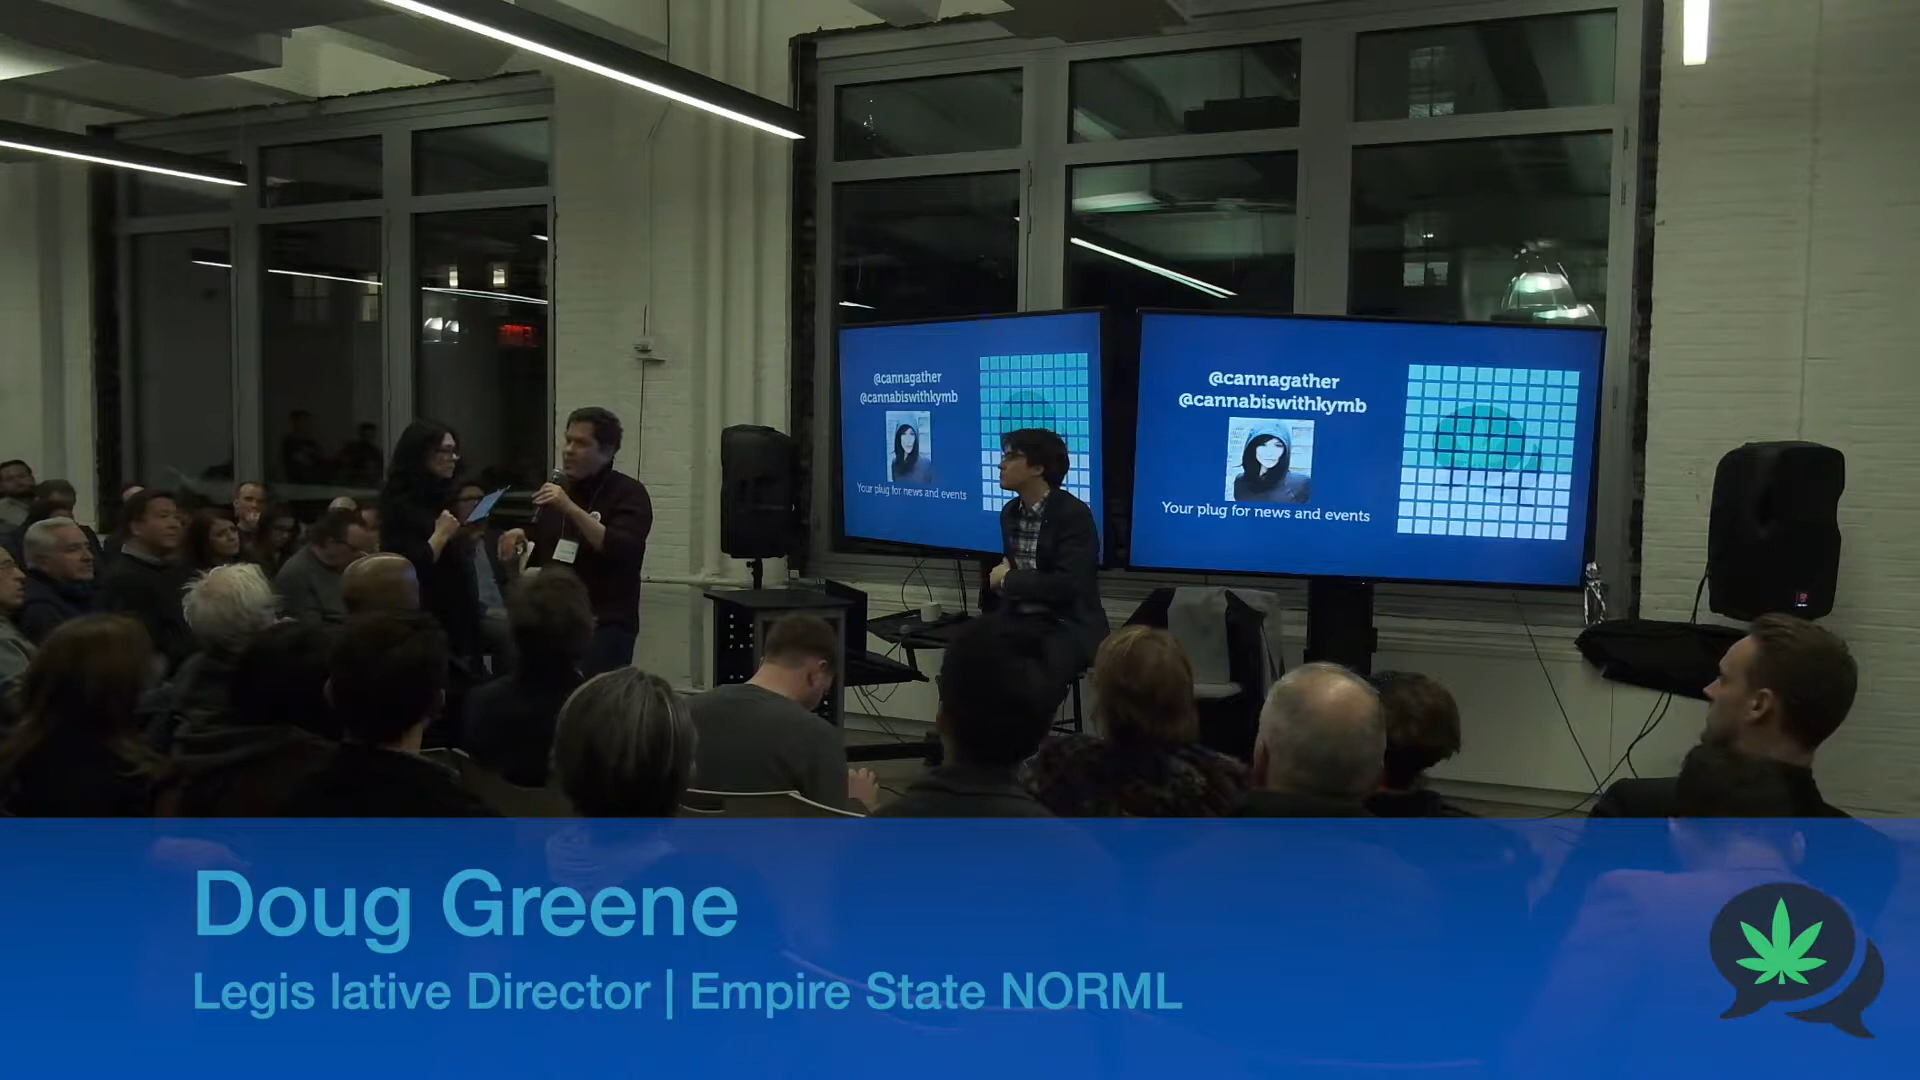 @cannagather
@cannabiswithkymb
Your plug for news and events
@cannagather
@cannabiswithkymb
Your plug for news and events
Doug Greene
Legis lative Director | Empire State NORML